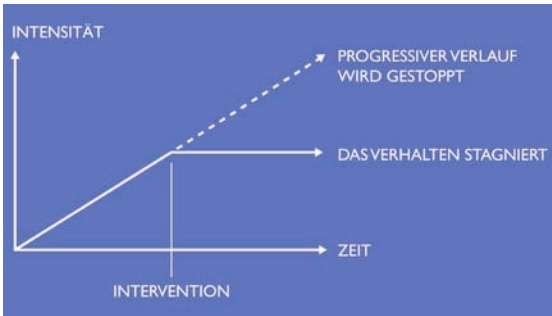 INTENSITÄT
PROGRESSIVER VERLAUF
WIRD GESTOPPT
DAS VERHALTEN STAGNIERT
ZEIT
INTERVENTION